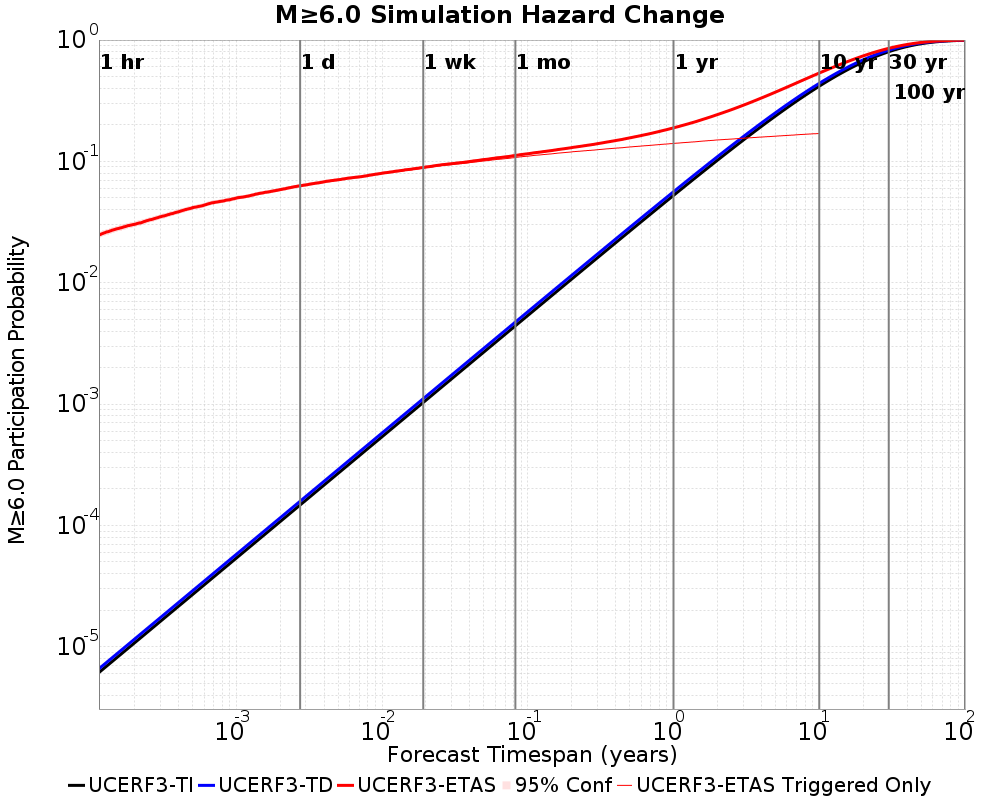 M≥6.0 Simulation Hazard Change
M≥6.0 Participation Probability
10^0
10^-1
10^-2
10^-3
10^-4
10^-5
1 hr
1 d
1 wk
1 mo
1 yr
10 yr
30 yr
100 yr
10^-3
10^-2
10^-1
10^0
10^1
10^2
Forecast Timespan (years)
UCERF3-TI UCERF3-TD UCERF3-ETAS 95% Conf UCERF3-ETAS Triggered Only